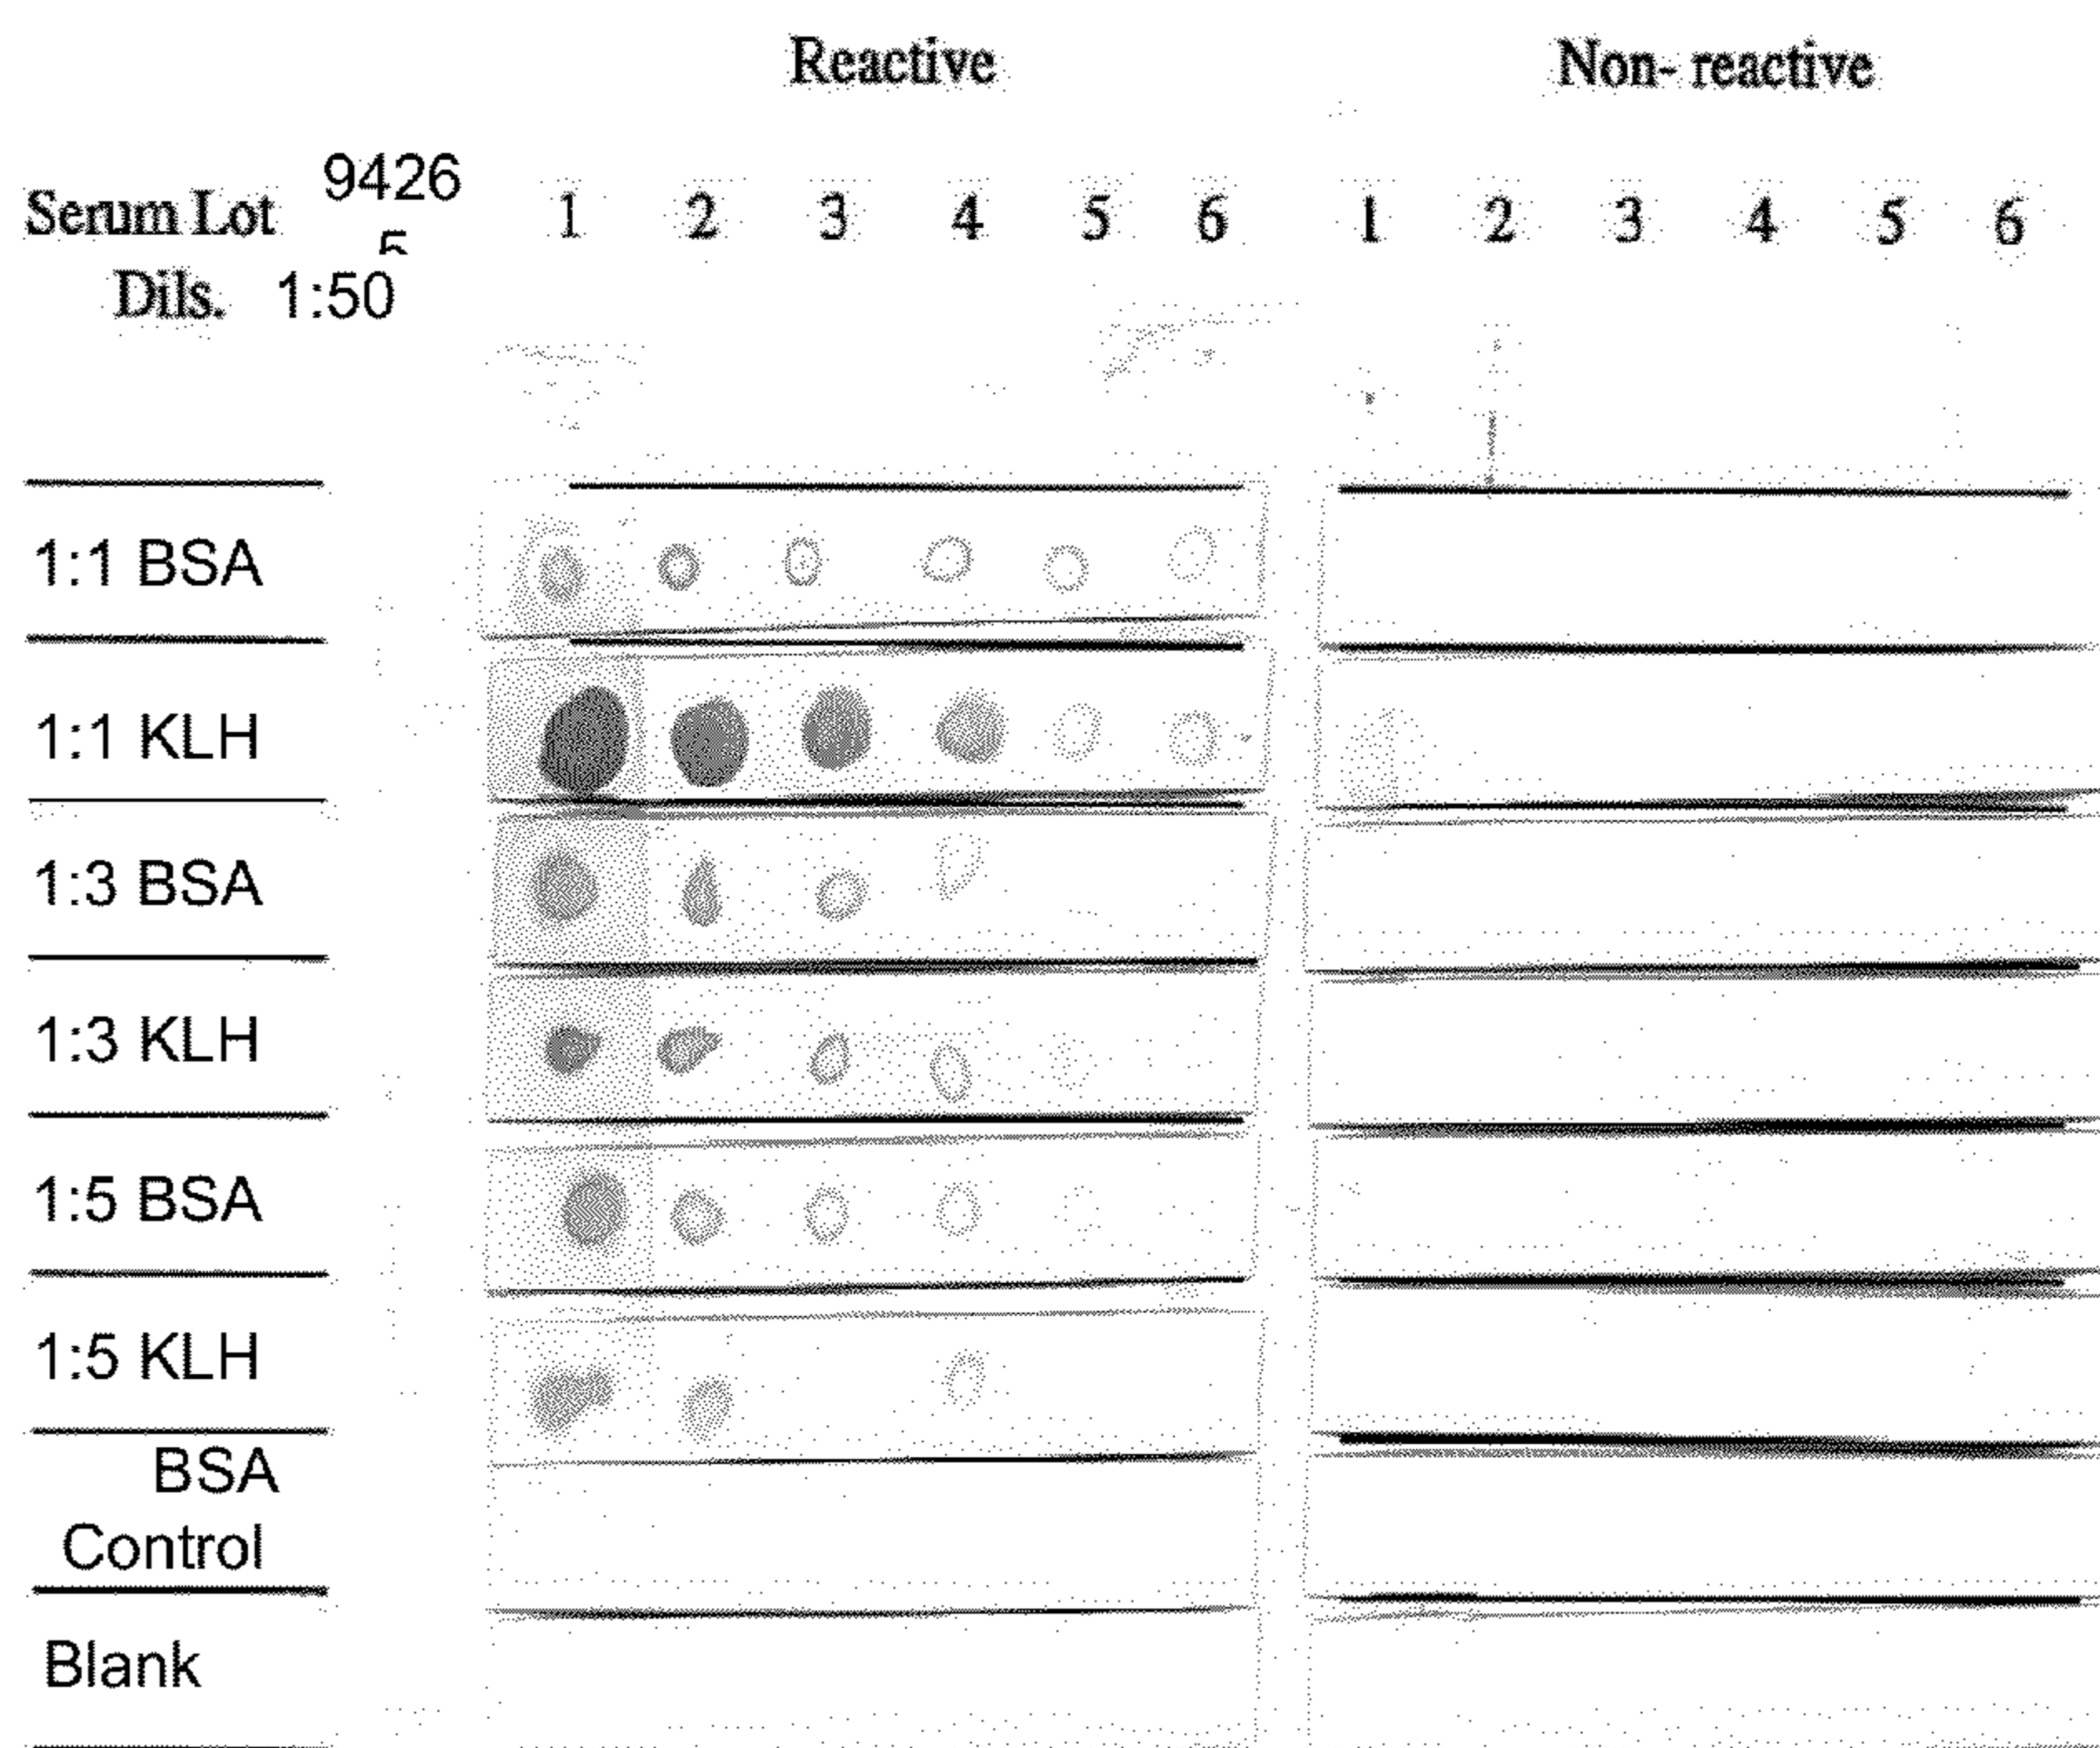 Reactive Non- reactive
Serum Lot 9426
5
1 2 3 4 5 6 1 2 3 4 5 6
Dils. 1:50
1:1 BSA
1:1 KLH
1:3 BSA
1:3 KLH
1:5 BSA
1:5 KLH
BSA
Control
Blank